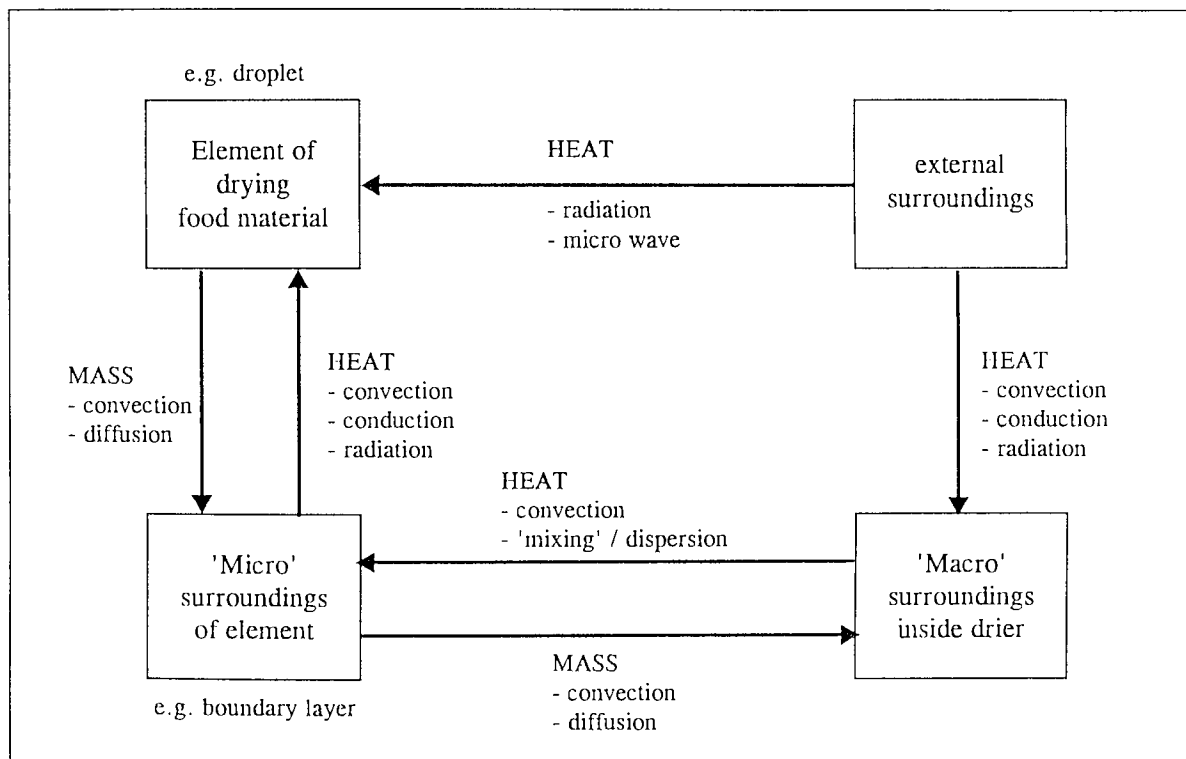 e.g. droplet
Element of
drying
food material
HEAT
- radiation
- micro wave
external
surroundings
MASS
- convection
- diffusion
HEAT
- convection
- conduction
- radiation
HEAT
- convection
- conduction
- radiation
HEAT
- convection
- 'mixing' / dispersion
'Micro'
surroundings
of element
'Macro'
surroundings
inside drier
MASS
- convection
- diffusion
e.g. boundary layer